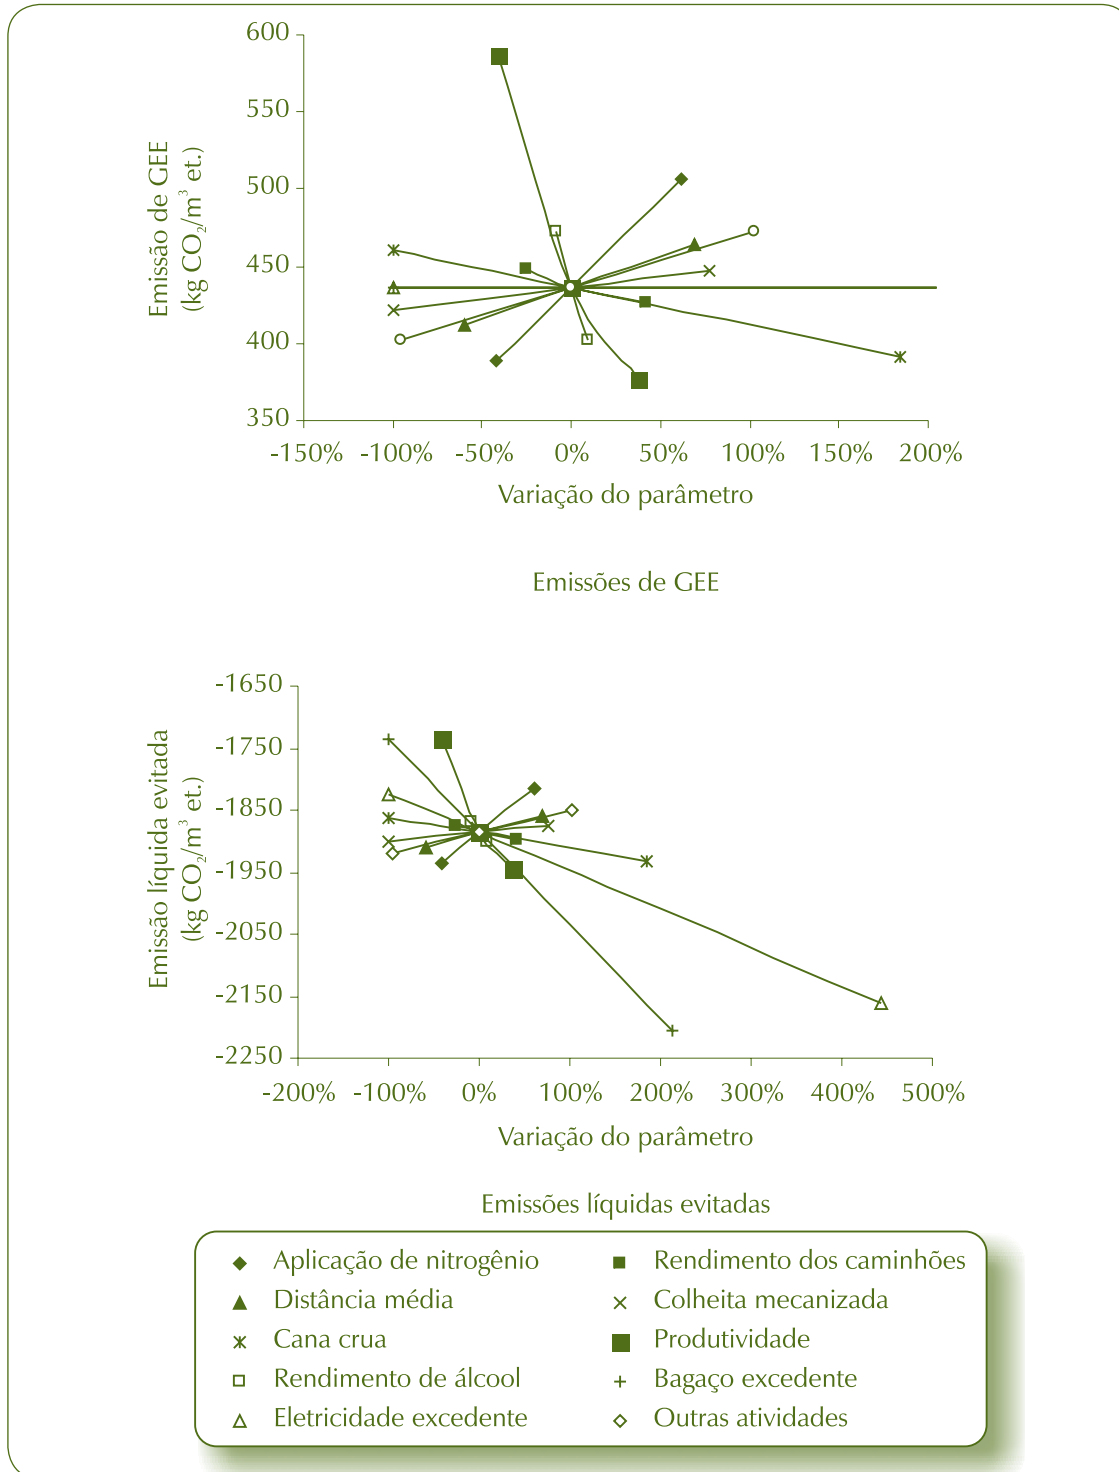 600
550
500
450
400
350
Emissão de GEE
(kg CO₂/m³ et.)
-150% -100% -50% 0% 50% 100% 150% 200%
Variação do parâmetro
Emissões de GEE
-1650
-1750
-1850
-1950
-2050
-2150
-2250
Emissão líquida evitada
(kg CO₂/m³ et.)
-200% -100% 0% 100% 200% 300% 400% 500%
Variação do parâmetro
Emissões líquidas evitadas
Aplicação de nitrogênio
Rendimento dos caminhões
Distância média
Colheita mecanizada
Cana crua
Produtividade
Rendimento de álcool
Bagaço excedente
Eletricidade excedente
Outras atividades